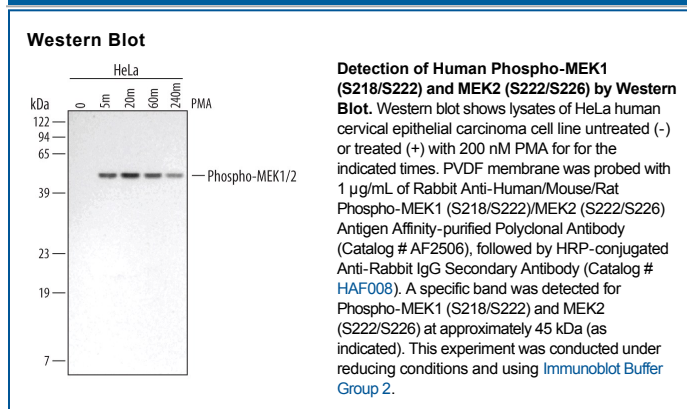 Western Blot
HeLa
kDa
0
5m
20m
60m
240m
PMA
122
94
65
Phospho-MEK1/2
39
23
19
7
Detection of Human Phospho-MEK1
(S218/S222) and MEK2 (S222/S226) by Western
Blot. Western blot shows lysates of HeLa human
cervical epithelial carcinoma cell line untreated (-)
or treated (+) with 200 nM PMA for for the
indicated times. PVDF membrane was probed with
1 µg/mL of Rabbit Anti-Human/Mouse/Rat
Phospho-MEK1 (S218/S222)/MEK2 (S222/S226)
Antigen Affinity-purified Polyclonal Antibody
(Catalog # AF2506), followed by HRP-conjugated
Anti-Rabbit IgG Secondary Antibody (Catalog #
HAF008). A specific band was detected for
Phospho-MEK1 (S218/S222) and MEK2
(S222/S226) at approximately 45 kDa (as
indicated). This experiment was conducted under
reducing conditions and using Immunoblot Buffer
Group 2.